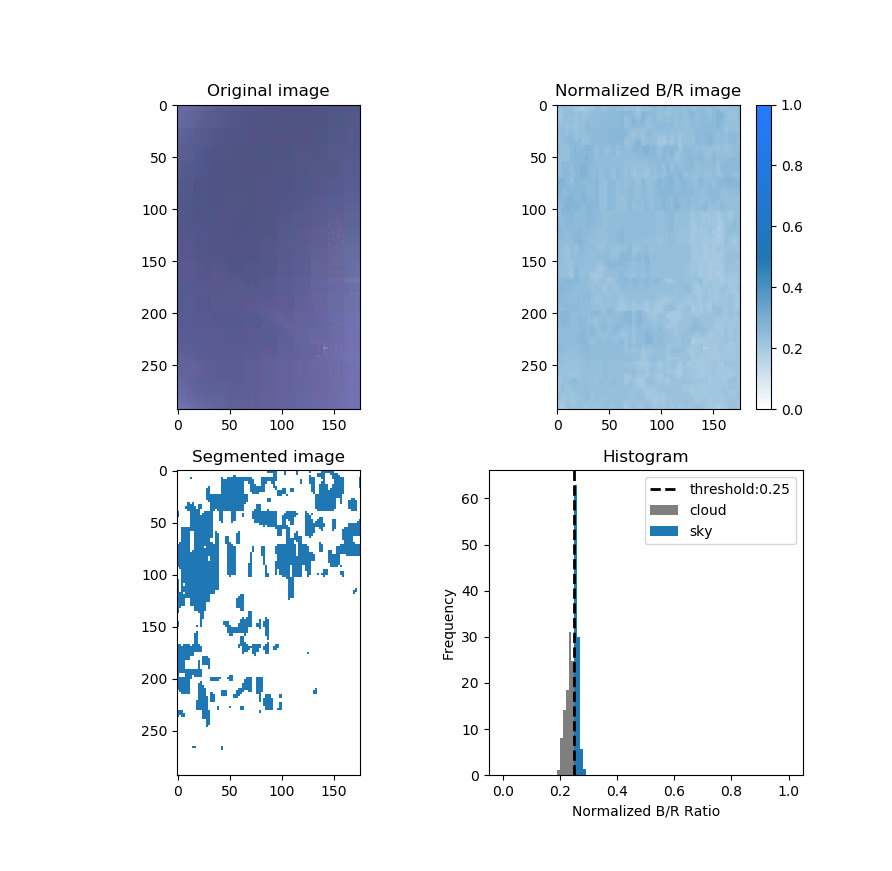 Original image
0
50
100
150
200
250
0 50 100 150
Normalized B/R image
0
50
100
150
200
250
0 50 100 150
1.0
0.8
0.6
0.4
0.2
0.0
Segmented image
0
50
100
150
200
250
0 50 100 150
Histogram
Frequency
60
50
40
30
20
10
0
threshold:0.25
cloud
sky
0.0 0.2 0.4 0.6 0.8 1.0
Normalized B/R Ratio